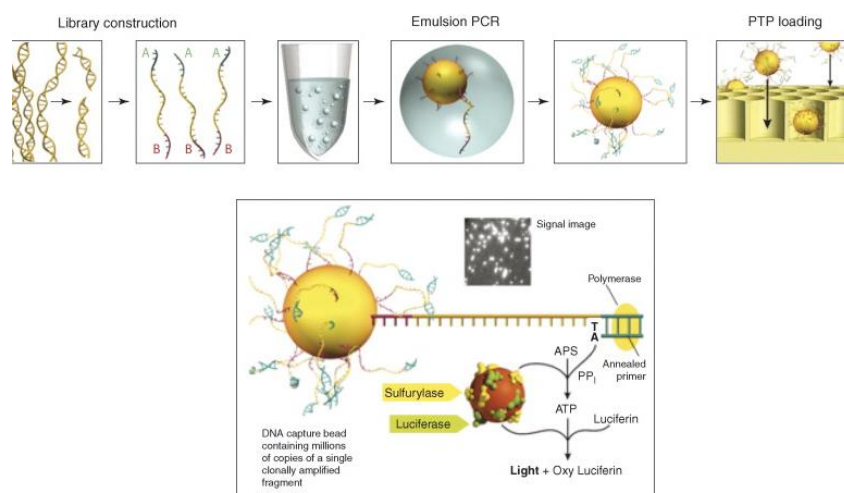 Library construction
Emulsion PCR
PTP loading
A A A
B B B
Signal image
Polymerase
T
A
APS
PPI
Annealed
primer
Sulfurylase
Luciferase
ATP
Luciferin
DNA capture bead
containing millions
of copies of a single
clonally amplified
fragment
Light + Oxy Luciferin